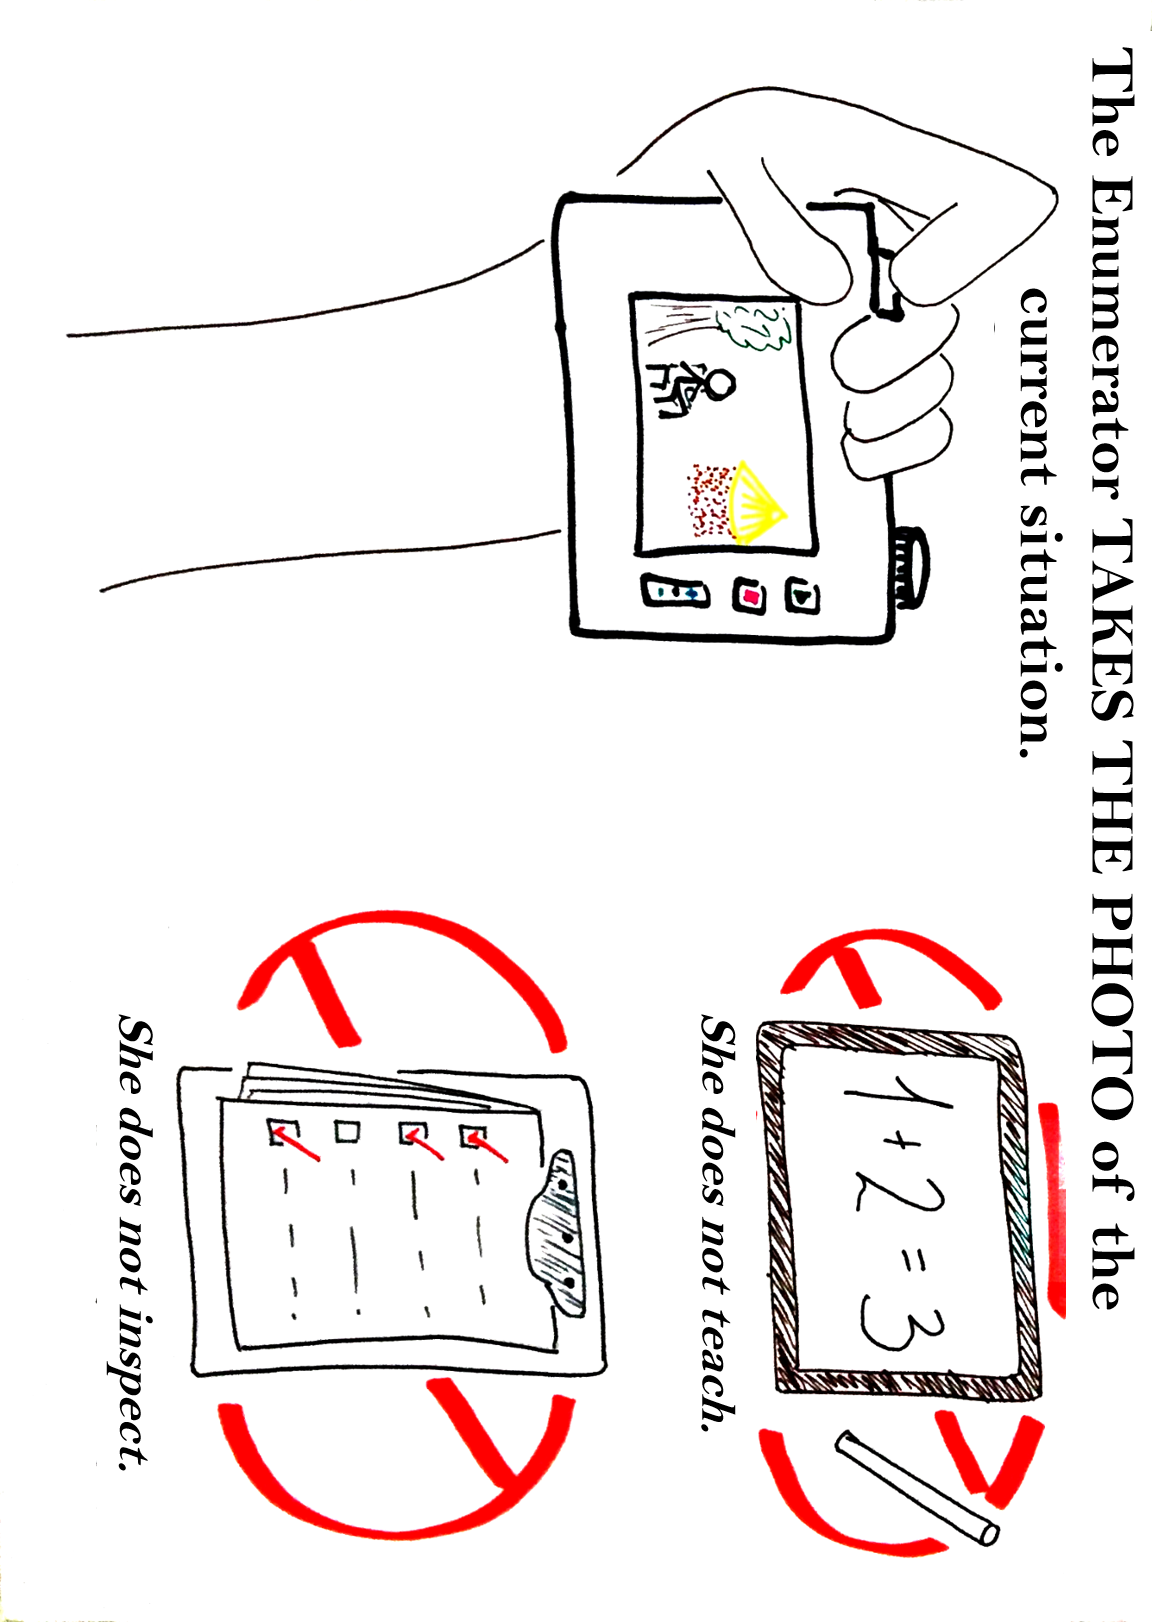 The Enumerator TAKES THE PHOTO of the
current situation.
1 + 2 = 3
She does not teach.
She does not inspect.